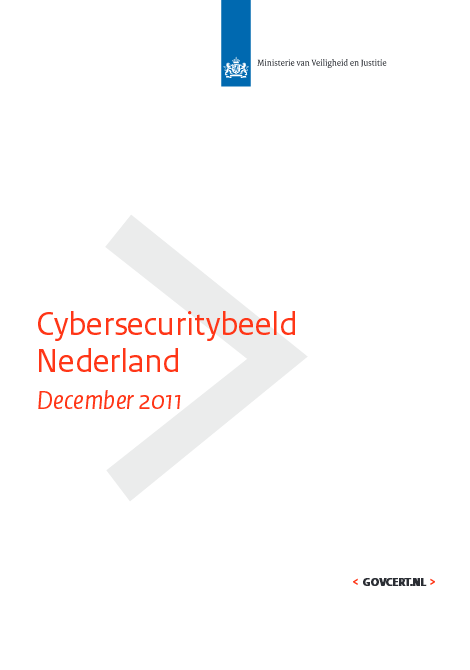 Ministerie van Veiligheid en Justitie
Cybersecuritybeeld
Nederland
December 2011
< GOVCERT.NL >